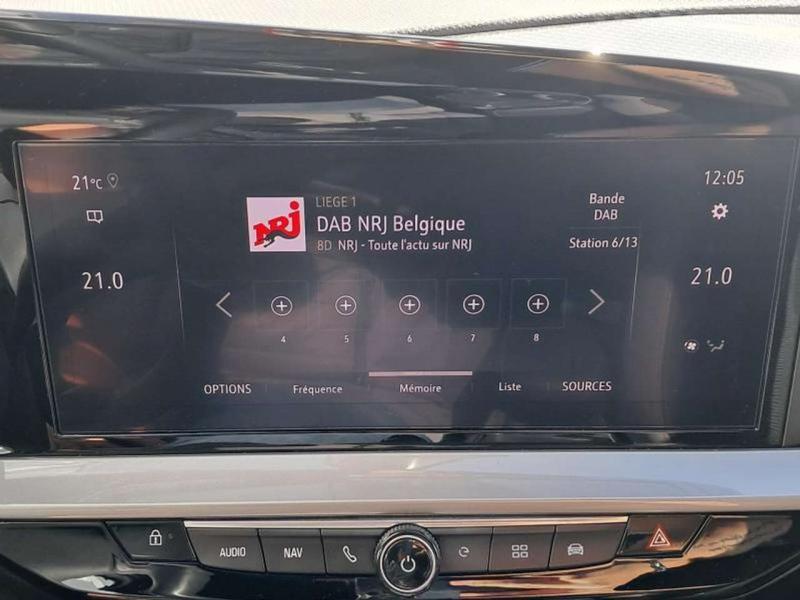 21°C
12:05
LIEGE 1
NRJ
DAB NRJ Belgique
8D NRJ - Toute l'actu sur NRJ
Bande
DAB
Station 6/13
21.0
21.0
4 5 6 7 8
OPTIONS Fréquence Mémoire Liste SOURCES
AUDIO NAV